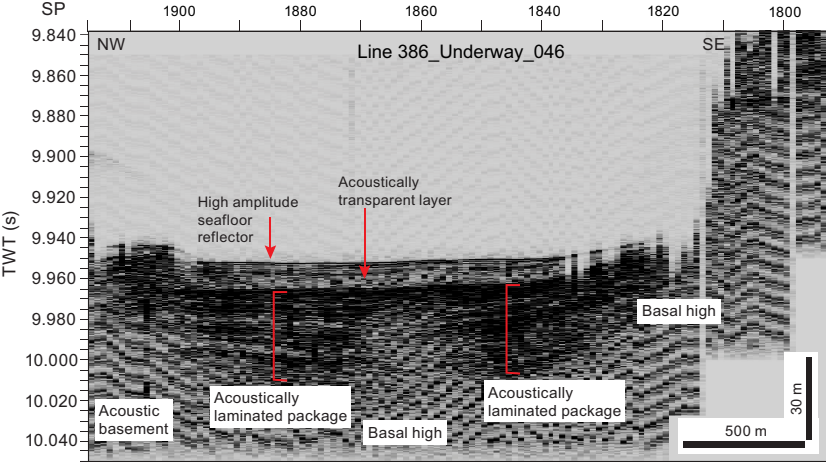 SP
1900 1880 1860 1840 1820 1800
NW
Line 386_Underway_046
SE
TWT (s)
9.840
9.860
9.880
9.900
9.920
9.940
9.960
9.980
10.000
10.020
10.040
High amplitude
seafloor
reflector
Acoustically
transparent layer
Basal high
Acoustic
basement
Acoustically
laminated package
Basal high
Acoustically
laminated package
30 m
500 m